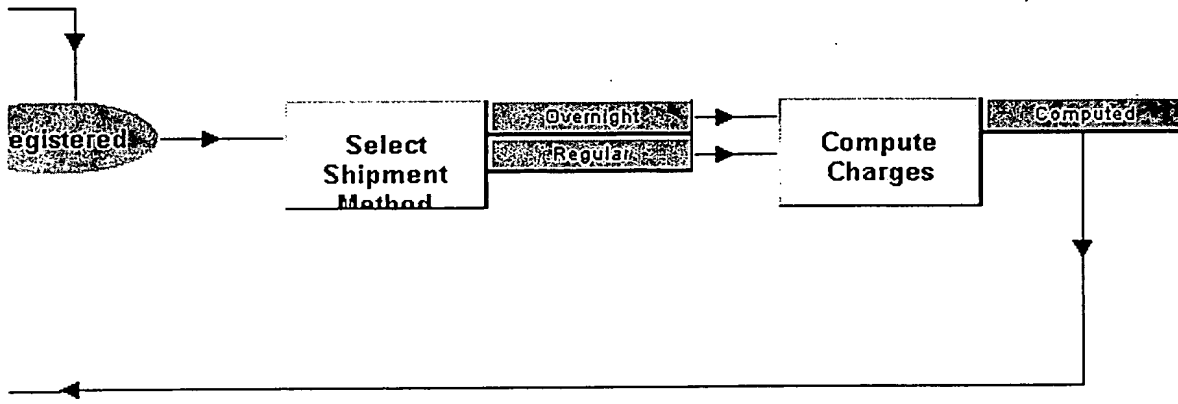 egistered
Select
Shipment
Method
Overnight
Regular
Compute
Charges
Computed